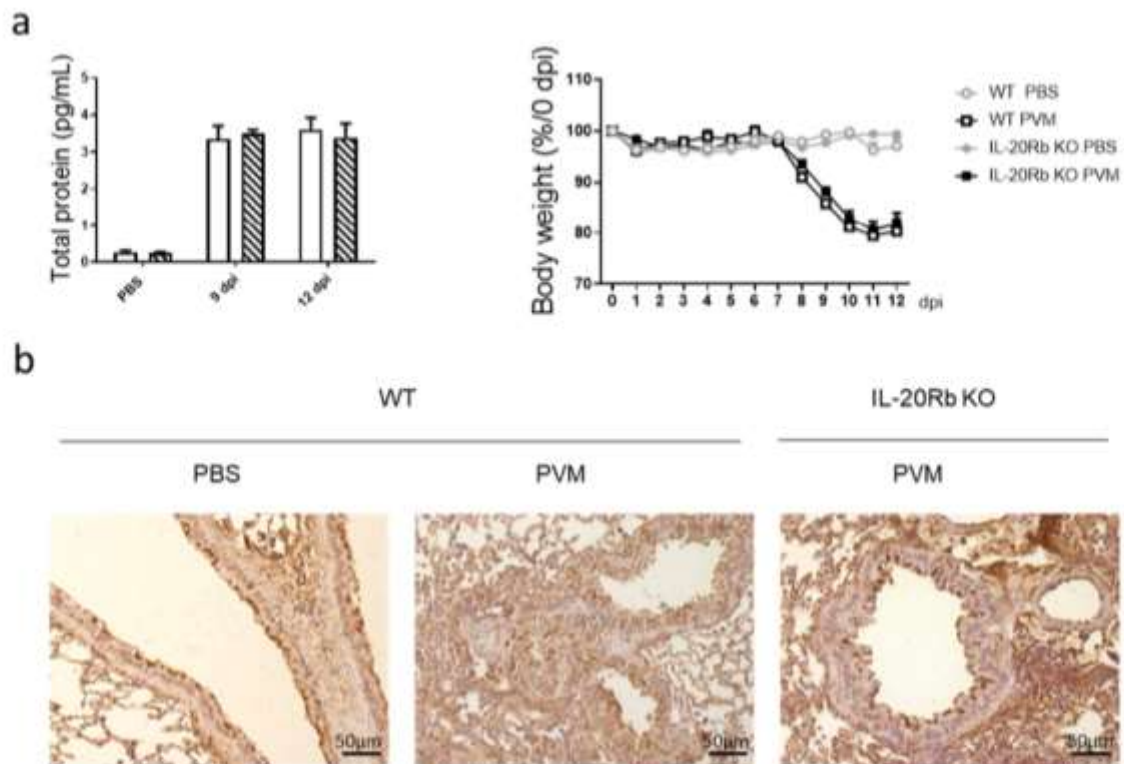 a
Total protein (pg/mL)
5
4
3
2
1
0
PBS
9 dpi
12 dpi
Body weight (%/0 dpi)
110
100
90
80
70
0 1 2 3 4 5 6 7 8 9 10 11 12 dpi
WT PBS
WT PVM
IL-20Rb KO PBS
IL-20Rb KO PVM
b
WT
IL-20Rb KO
PBS
PVM
PVM
50µm
50µm
50µm